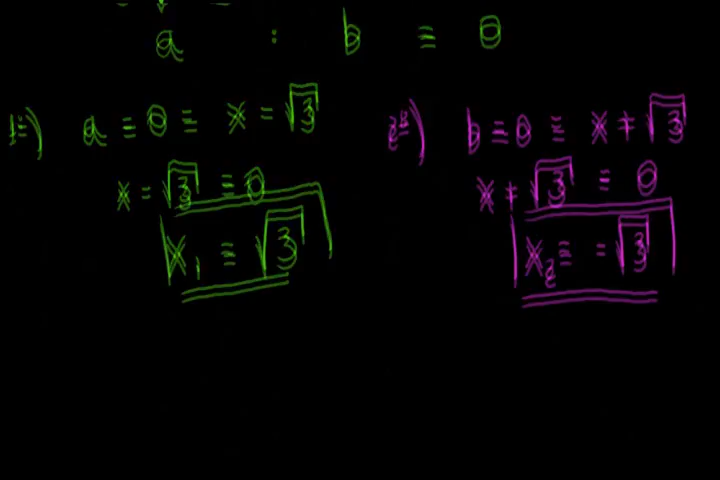 a · b = 0
1-) a = 0 = x - √3
2-) b = 0 = x + √3
x - √3 = 0
x + √3 = 0
x₁ = √3
x₂ = -√3